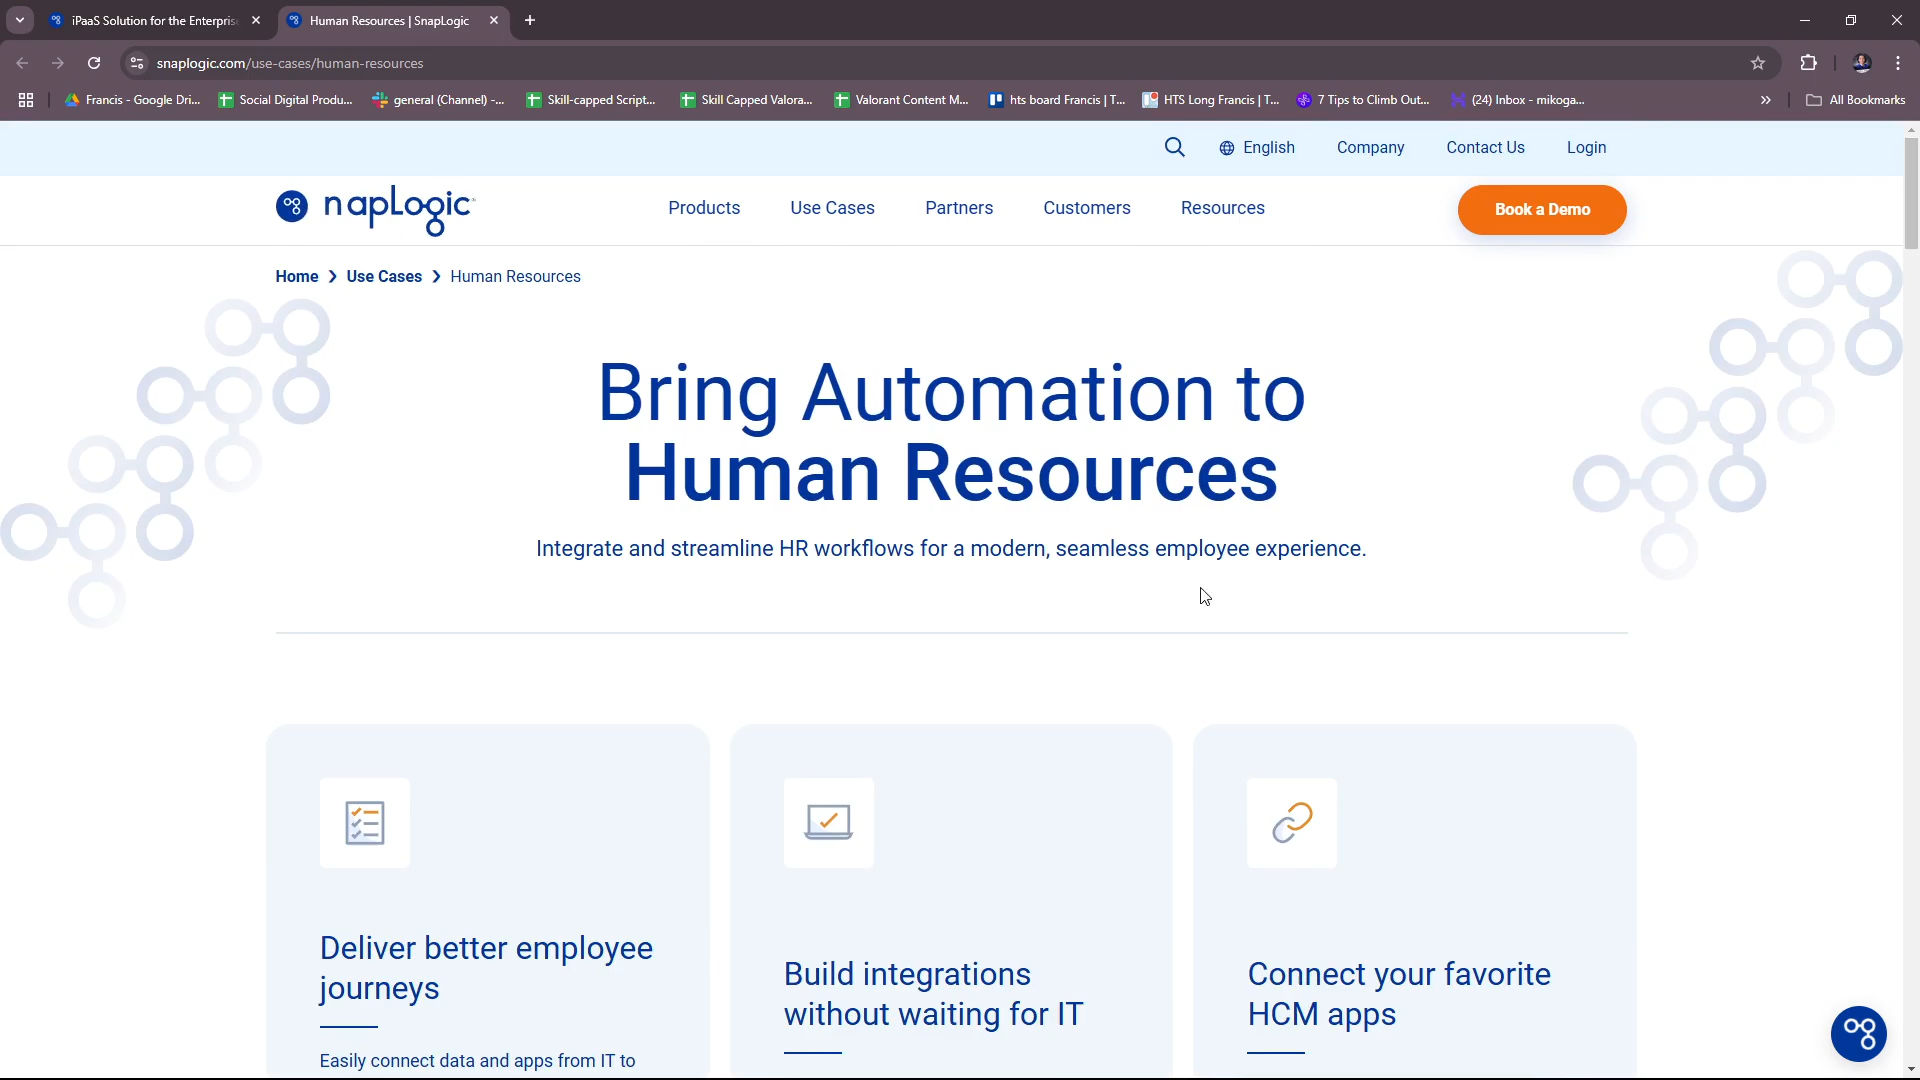 iPaaS Solution for the Enterpris
Human Resources | SnapLogic
snaplogic.com/use-cases/human-resources
Francis - Google Dri...
Social Digital Produ...
general (Channel) -...
Skill-capped Script...
Skill Capped Valora...
Valorant Content M...
hts board Francis | T...
HTS Long Francis | T...
7 Tips to Climb Out...
(24) Inbox - mikoga...
All Bookmarks
English
Company
Contact Us
Login
napLogic
Products
Use Cases
Partners
Customers
Resources
Book a Demo
Home > Use Cases > Human Resources
Bring Automation to
Human Resources
Integrate and streamline HR workflows for a modern, seamless employee experience.
Deliver better employee
journeys
Easily connect data and apps from IT to
Build integrations
without waiting for IT
Connect your favorite
HCM apps